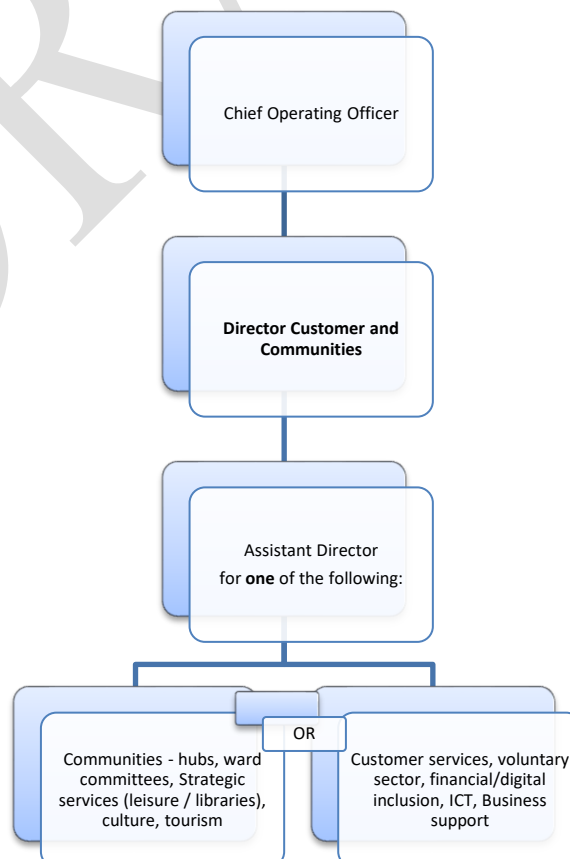 Chief Operating Officer
Director Customer and
Communities
Assistant Director
for one of the following:
OR
Communities - hubs, ward
committees, Strategic
services (leisure / libraries),
culture, tourism
Customer services, voluntary
sector, financial/digital
inclusion, ICT, Business
support